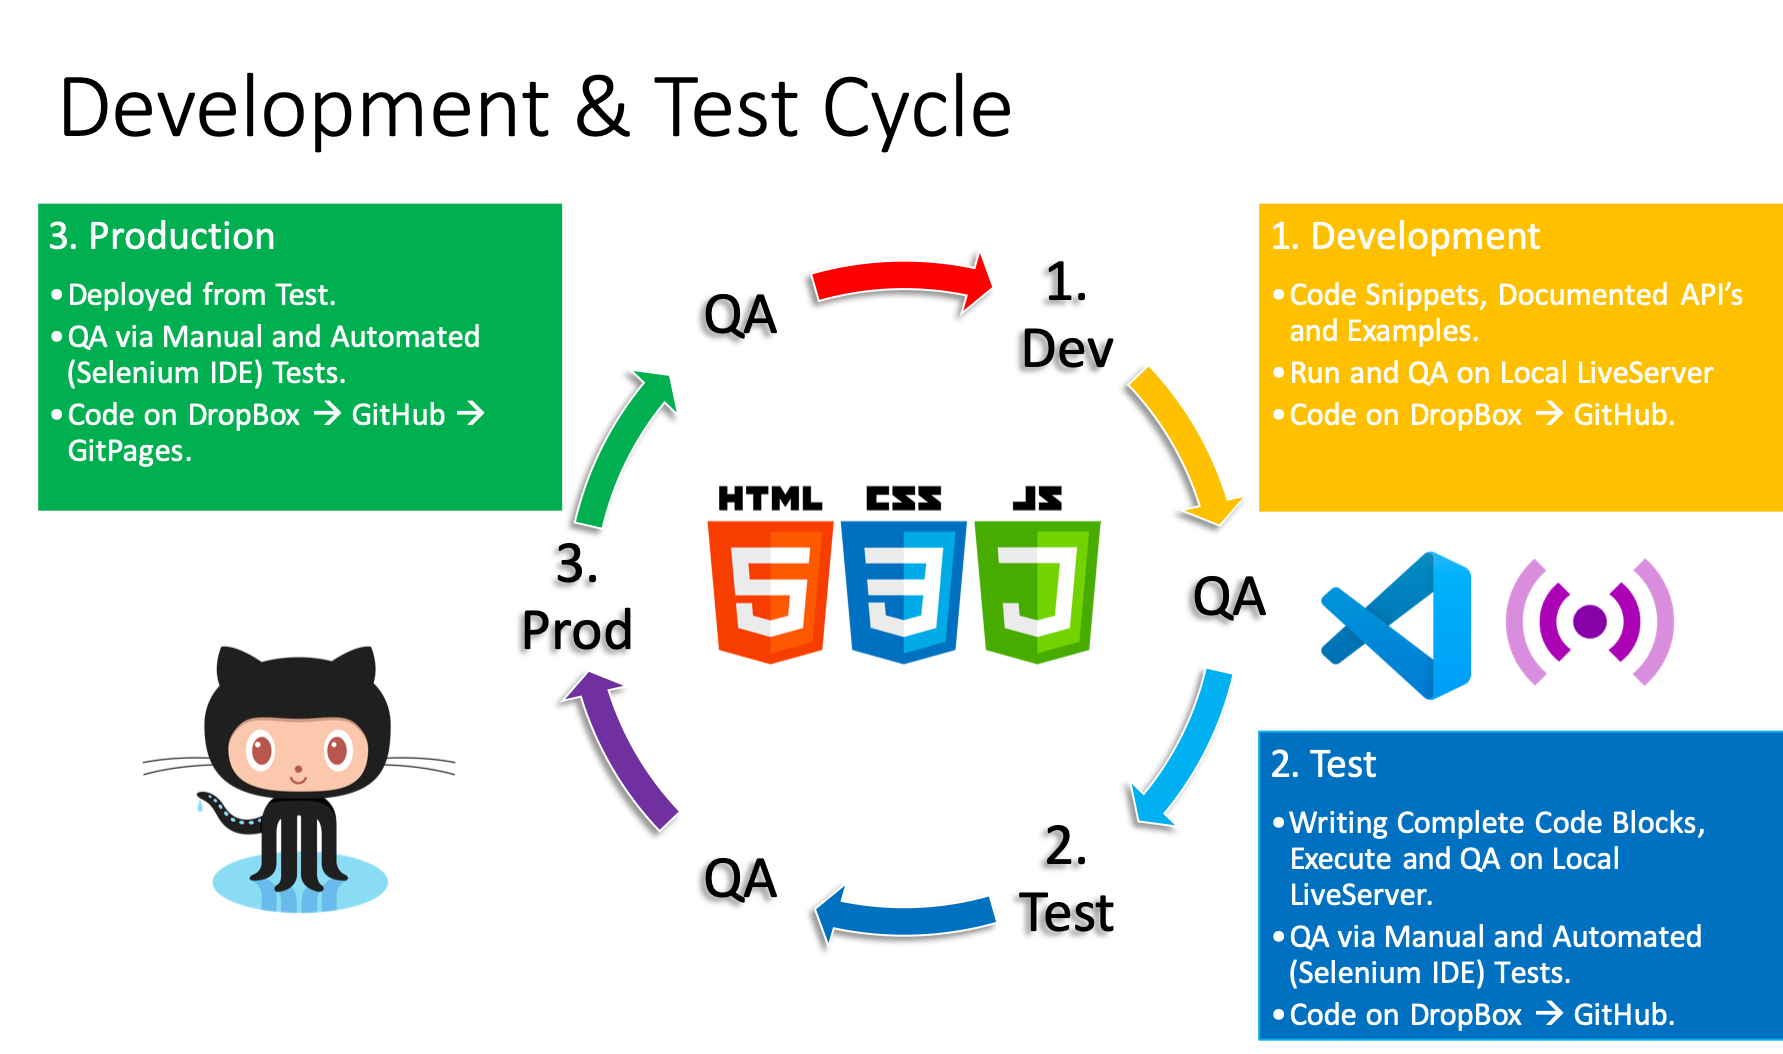 Development & Test Cycle
3. Production
•Deployed from Test.
•QA via Manual and Automated
(Selenium IDE) Tests.
•Code on DropBox → GitHub →
GitPages.
QA
1.
Dev
1. Development
•Code Snippets, Documented API’s
and Examples.
•Run and QA on Local LiveServer
•Code on DropBox → GitHub.
HTML CSS JS
5 3 J
3.
Prod
QA
2. Test
•Writing Complete Code Blocks,
Execute and QA on Local
LiveServer.
•QA via Manual and Automated
(Selenium IDE) Tests.
•Code on DropBox → GitHub.
QA
2.
Test